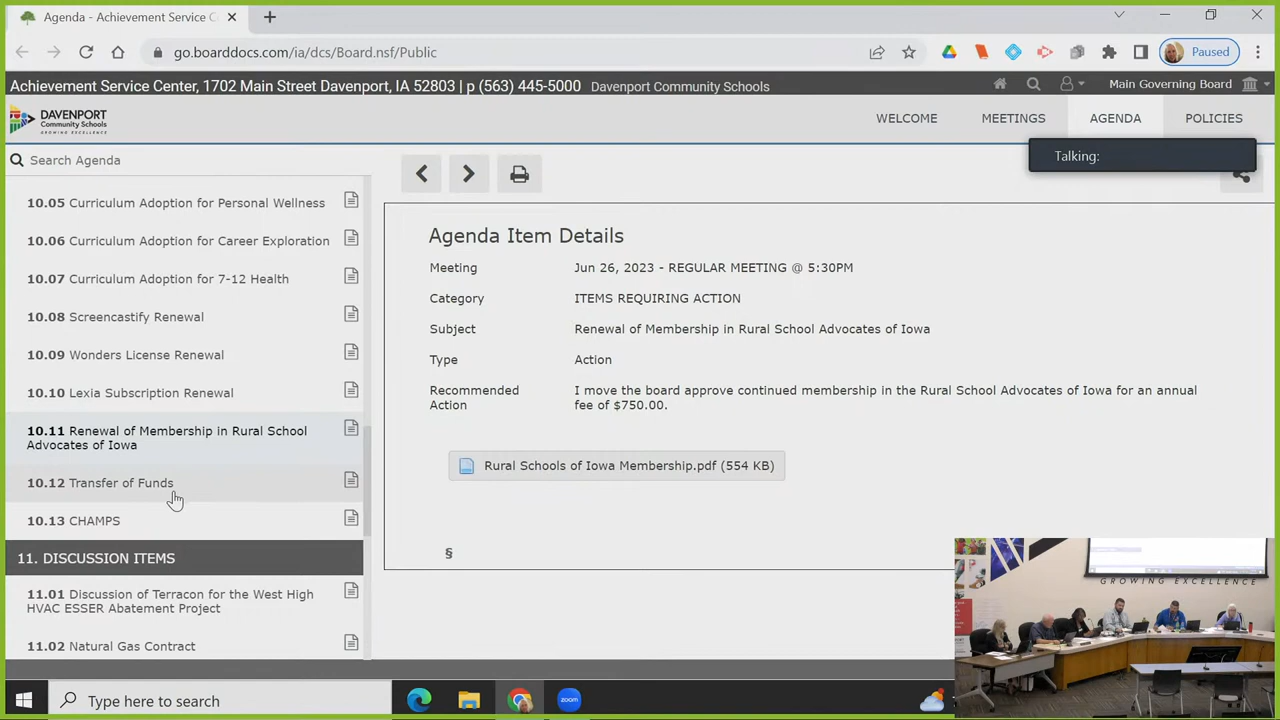 Agenda - Achievement Service C
go.boarddocs.com/ia/dcs/Board.nsf/Public
Paused
Achievement Service Center, 1702 Main Street Davenport, IA 52803 | p (563) 445-5000 Davenport Community Schools
Main Governing Board
DAVENPORT
Community Schools
GROWING EXCELLENCE
WELCOME
MEETINGS
AGENDA
POLICIES
Talking:
Search Agenda
10.05 Curriculum Adoption for Personal Wellness
10.06 Curriculum Adoption for Career Exploration
10.07 Curriculum Adoption for 7-12 Health
10.08 Screencastify Renewal
10.09 Wonders License Renewal
10.10 Lexia Subscription Renewal
10.11 Renewal of Membership in Rural School
Advocates of Iowa
10.12 Transfer of Funds
10.13 CHAMPS
11. DISCUSSION ITEMS
11.01 Discussion of Terracon for the West High
HVAC ESSER Abatement Project
11.02 Natural Gas Contract
Agenda Item Details
Meeting Jun 26, 2023 - REGULAR MEETING @ 5:30PM
Category ITEMS REQUIRING ACTION
Subject Renewal of Membership in Rural School Advocates of Iowa
Type Action
Recommended I move the board approve continued membership in the Rural School Advocates of Iowa for an annual
Action fee of $750.00.
Rural Schools of Iowa Membership.pdf (554 KB)
§
GROWING EXCELLENCE
Type here to search
zoom